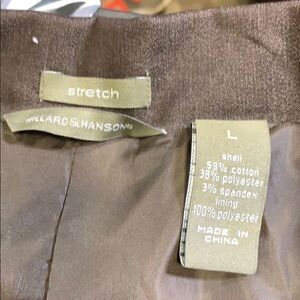 stretch
HILLARD & HANSON®
L
shell
59% cotton
38% polyester
3% spandex
lining
100% polyester
MADE IN
CHINA